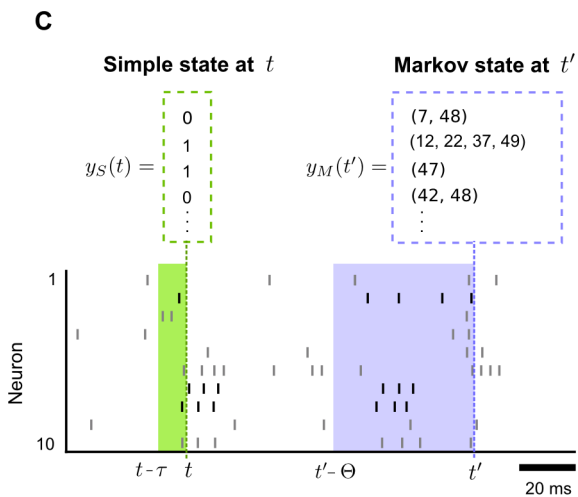 C
Simple state at t
Markov state at t′
y_S(t) =
0
1
1
0
⋮
y_M(t′) =
(7, 48)
(12, 22, 37, 49)
(47)
(42, 48)
⋮
1
Neuron
10
t-τ
t
t′-Θ
t′
20 ms